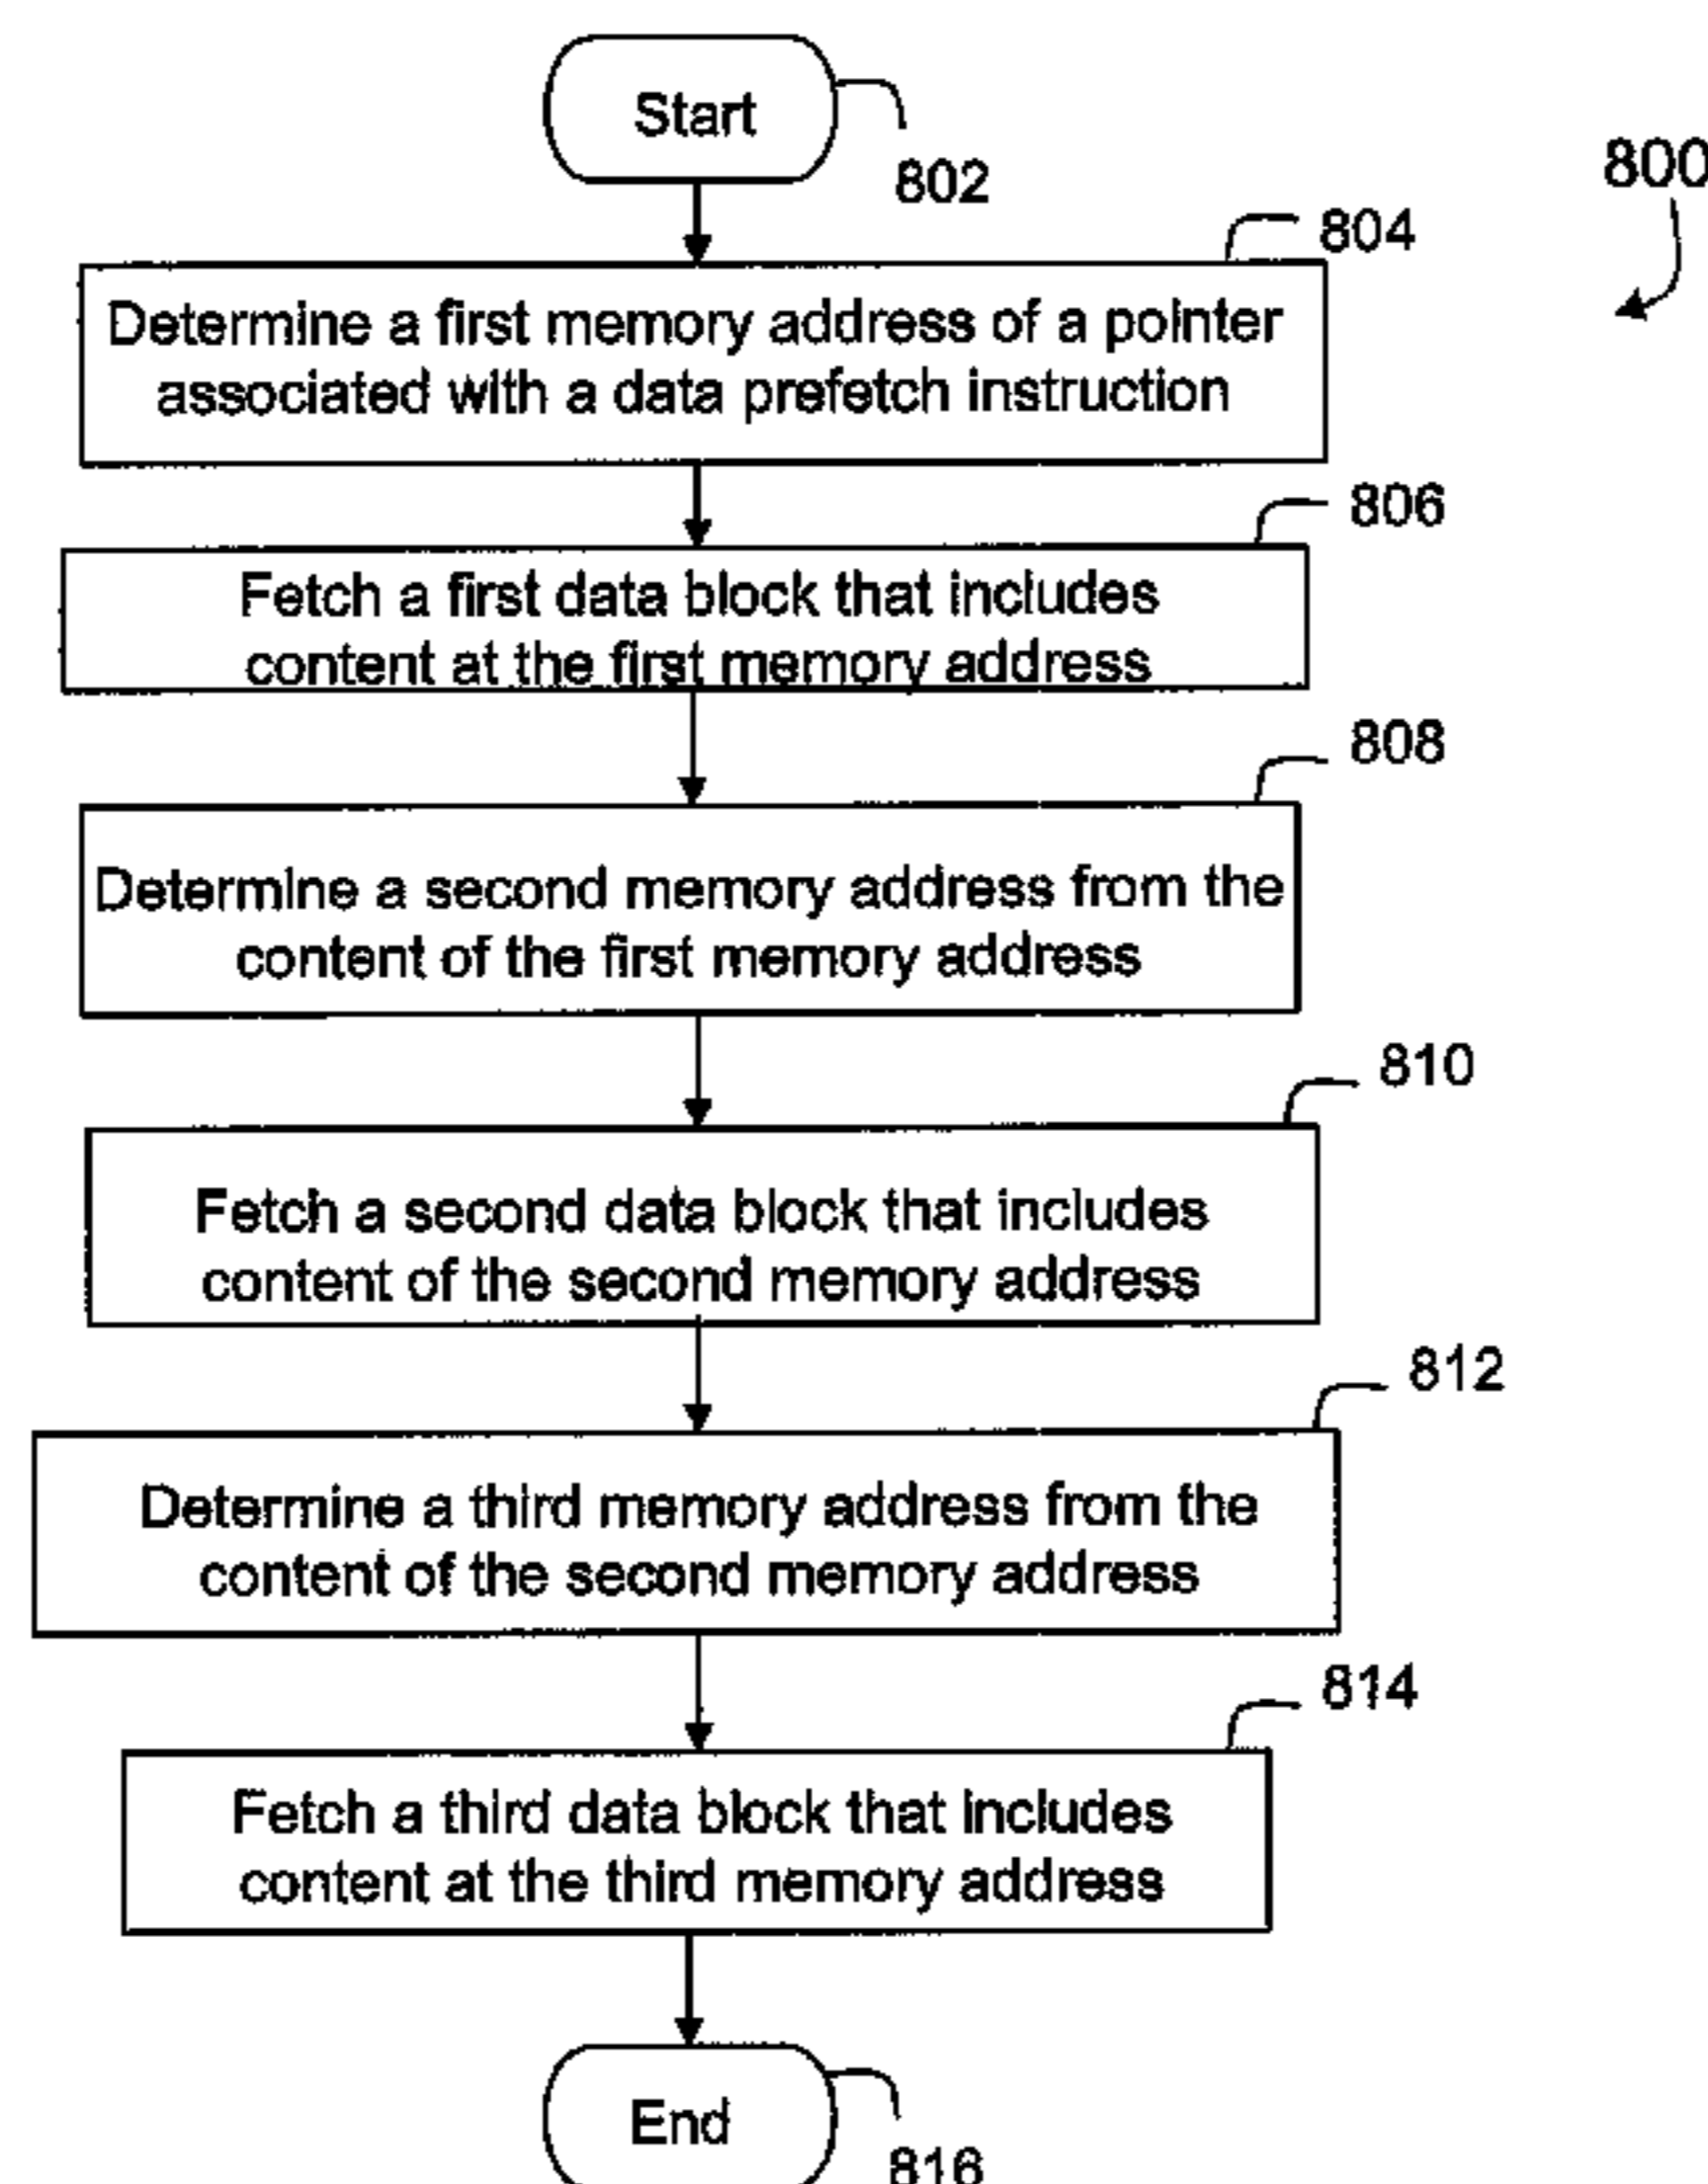 Start
802
800
804
Determine a first memory address of a pointer
associated with a data prefetch instruction
806
Fetch a first data block that includes
content at the first memory address
808
Determine a second memory address from the
content of the first memory address
810
Fetch a second data block that includes
content of the second memory address
812
Determine a third memory address from the
content of the second memory address
814
Fetch a third data block that includes
content at the third memory address
End
816